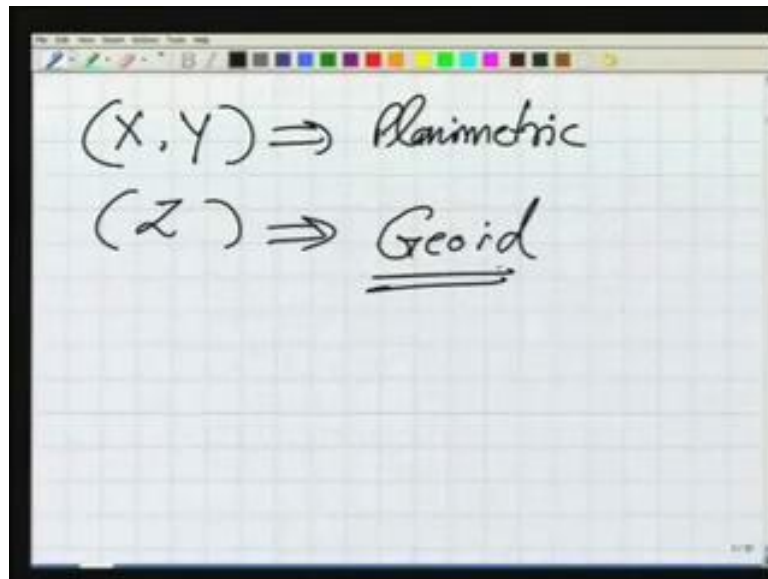 (X, Y) ⇒ Planimetric
(Z) ⇒ Geoid